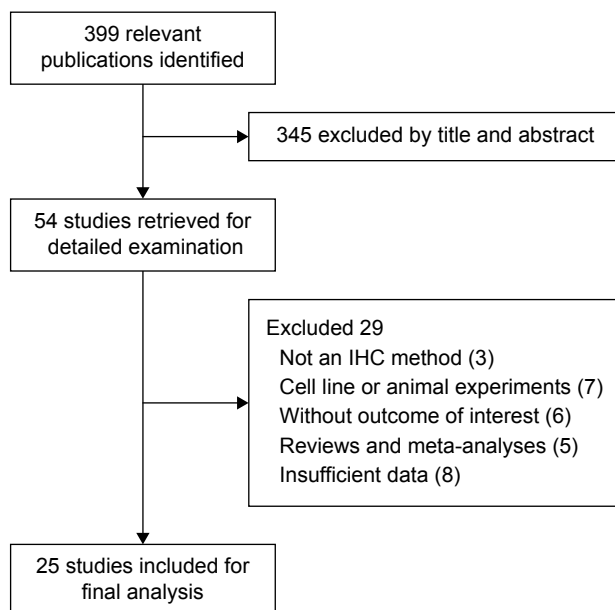 399 relevant
publications identified
345 excluded by title and abstract
54 studies retrieved for
detailed examination
Excluded 29
Not an IHC method (3)
Cell line or animal experiments (7)
Without outcome of interest (6)
Reviews and meta-analyses (5)
Insufficient data (8)
25 studies included for
final analysis